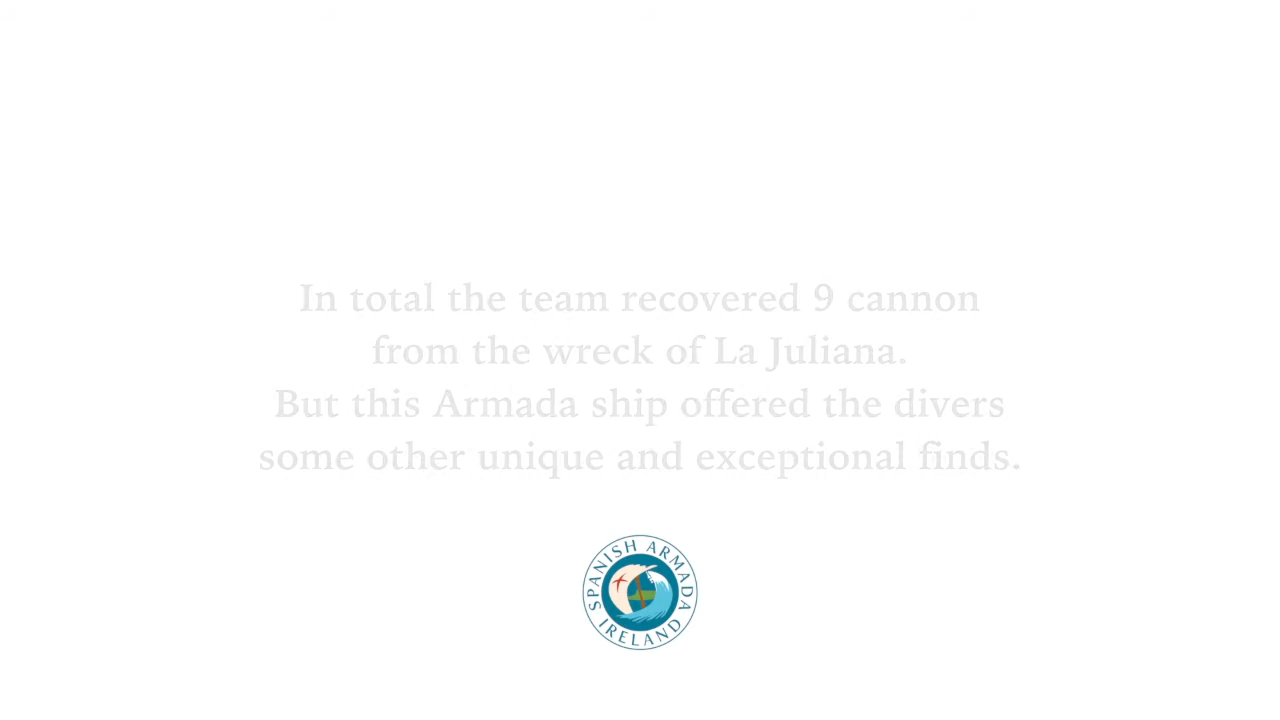 In total the team recovered 9 cannon
from the wreck of La Juliana.
But this Armada ship offered the divers
some other unique and exceptional finds.
SPANISH ARMADA
IRELAND